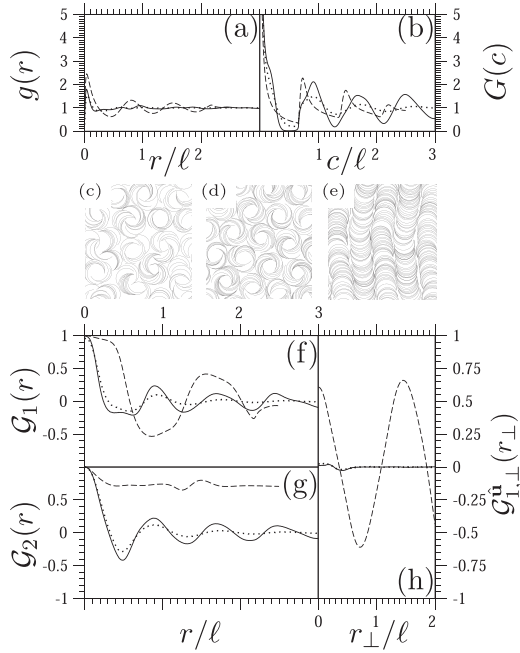 (a) (b)
5 5
4 4
3 3
2 2
1 1
0 0
g(r) G(c)
0 1 2 1 2 3
r/ℓ c/ℓ
(c) (d) (e)
0 1 2 3
1 (f) 1
0.5 0.75
0 0.5
-0.5 0.25
𝒢₁(r)
(g) 0
0.5 -0.25
0 -0.5
-0.5 -0.75
-1 (h) -1
𝒢₂(r) 𝒢^û_{1,⊥}(r⊥)
0 1 2
r/ℓ r⊥/ℓ